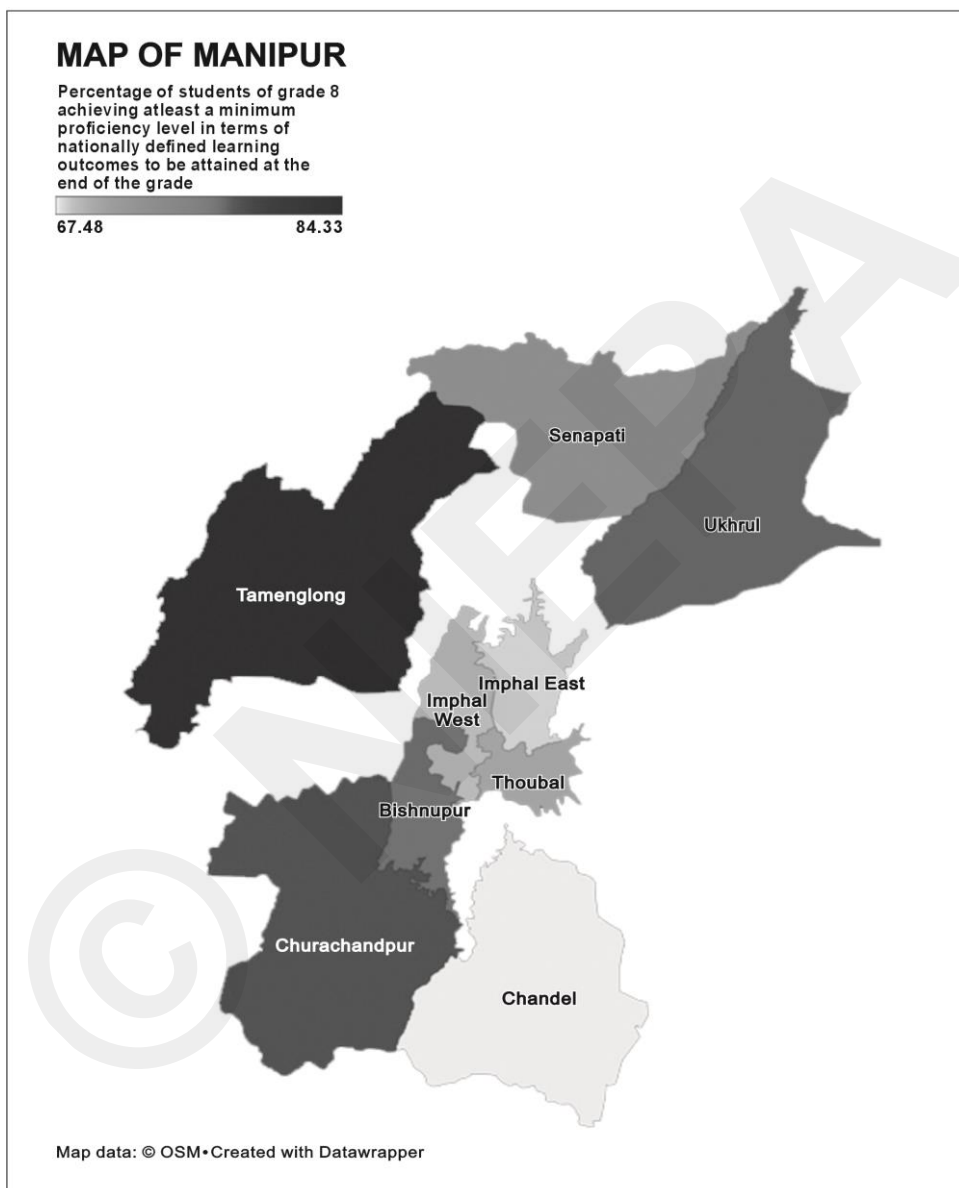 MAP OF MANIPUR
Percentage of students of grade 8
achieving atleast a minimum
proficiency level in terms of
nationally defined learning
outcomes to be attained at the
end of the grade
67.48 84.33
Senapati
Ukhrul
Tamenglong
Imphal East
Imphal
West
Thoubal
Bishnupur
Churachandpur
Chandel
© NIEPA
Map data: © OSM•Created with Datawrapper